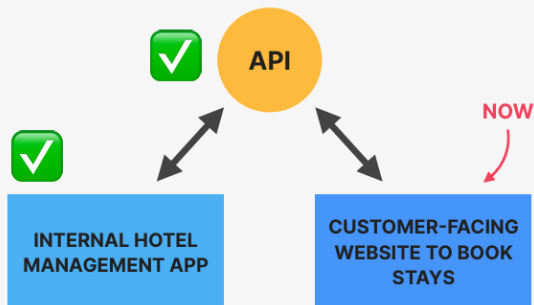 API
NOW
INTERNAL HOTEL
MANAGEMENT APP
CUSTOMER-FACING
WEBSITE TO BOOK
STAYS